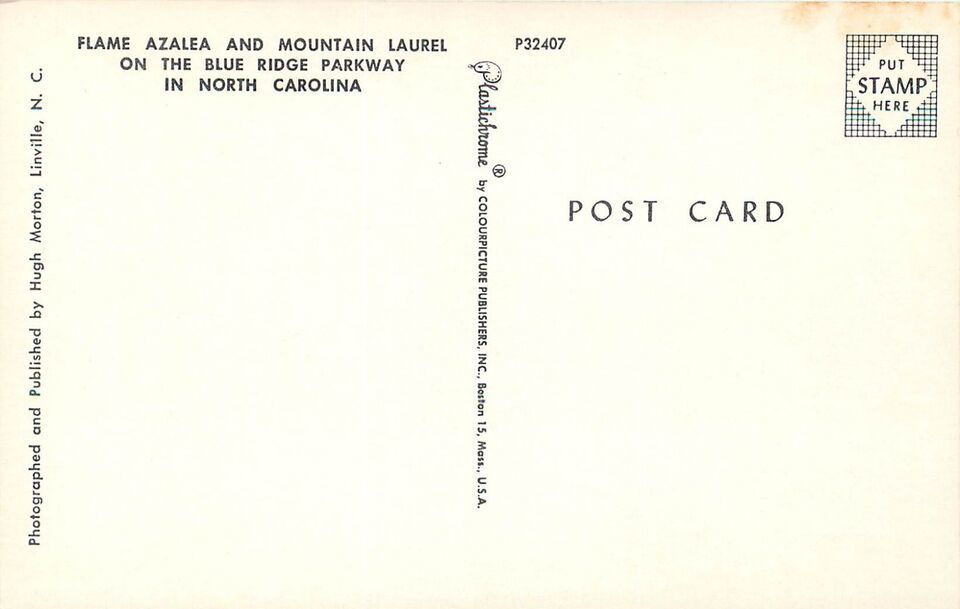 FLAME AZALEA AND MOUNTAIN LAUREL
ON THE BLUE RIDGE PARKWAY
IN NORTH CAROLINA
Photographed and Published by Hugh Morton, Linville, N. C.
P32407
Plastichrome ® by COLOURPICTURE PUBLISHERS, INC., Boston 15, Mass., U.S.A.
PUT
STAMP
HERE
POST CARD